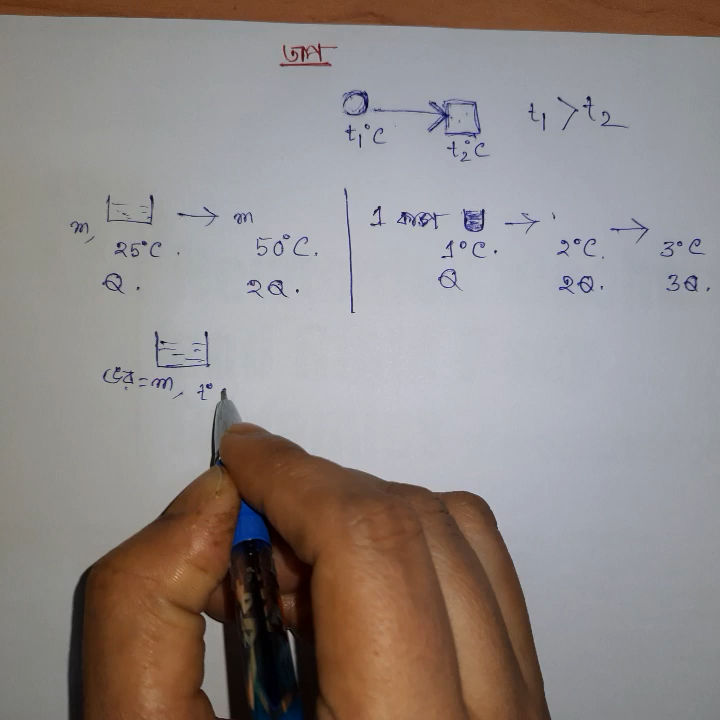 তাপ
t₁°C t₂°C t₁ > t₂
m, → m
25°C. 50°C.
Q. 2Q.
1 কাপ → →
1°C. 2°C. 3°C
Q 2Q. 3Q.
ভর = m, t°